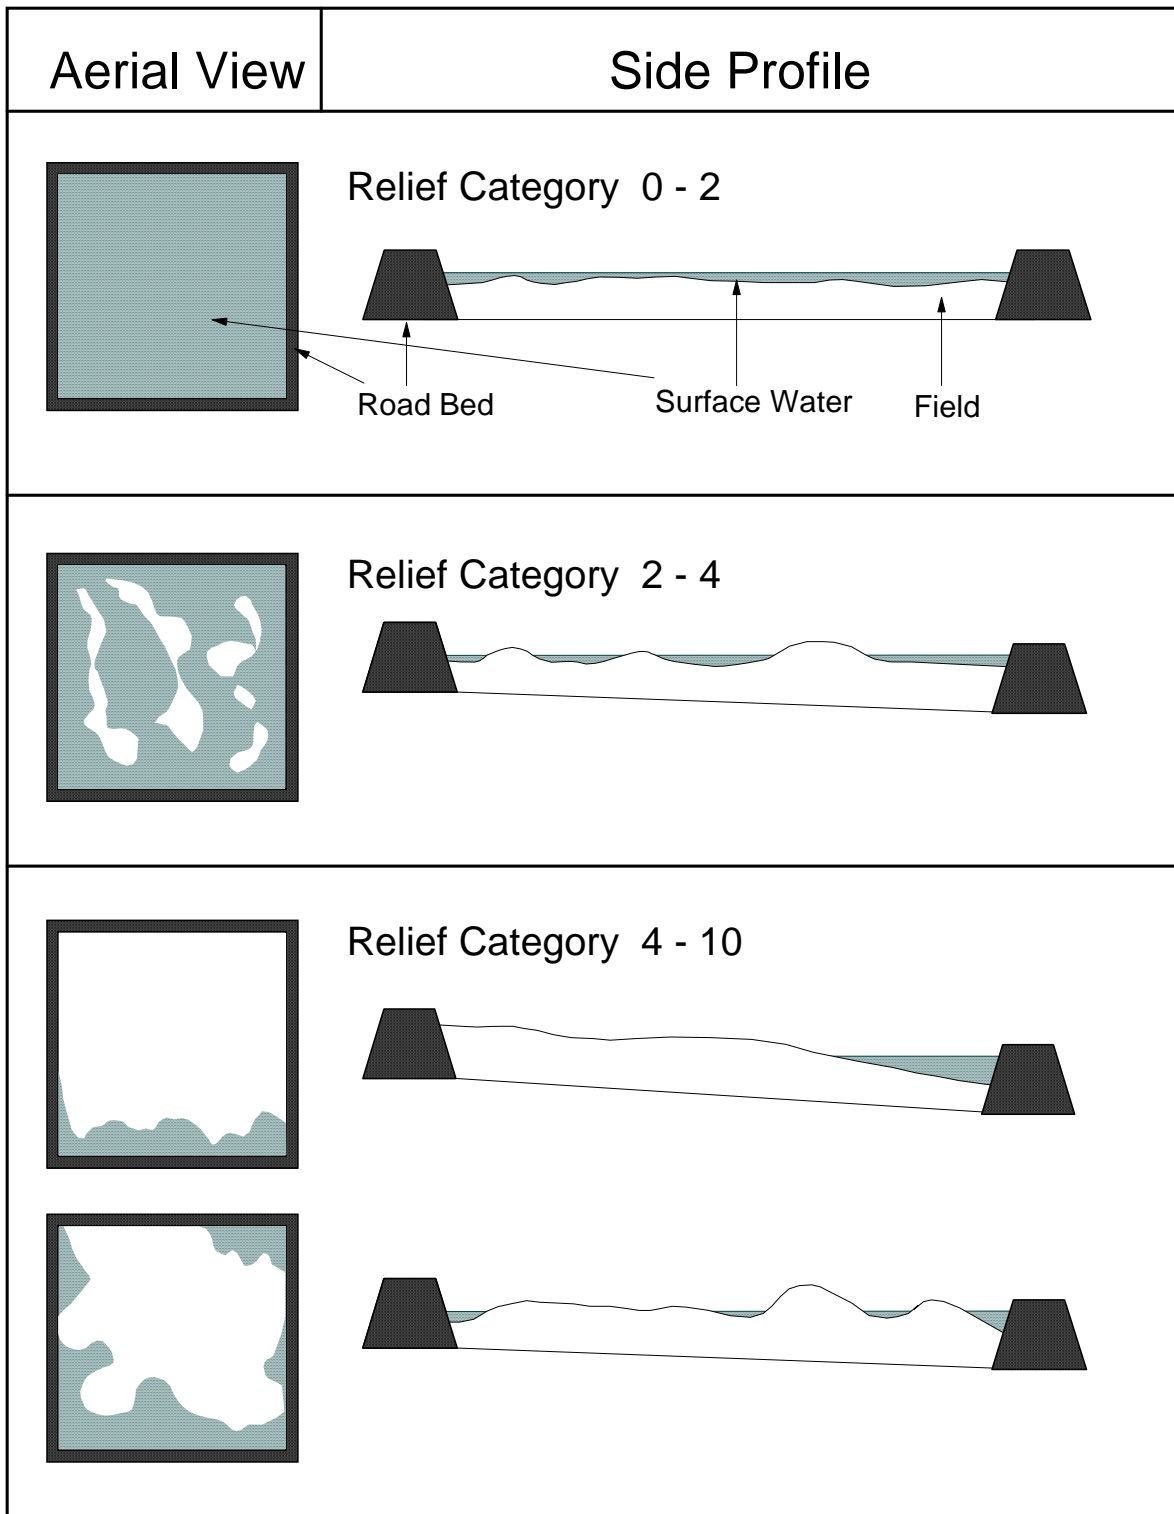 Aerial View
Side Profile
Relief Category 0 - 2
Road Bed
Surface Water
Field
Relief Category 2 - 4
Relief Category 4 - 10